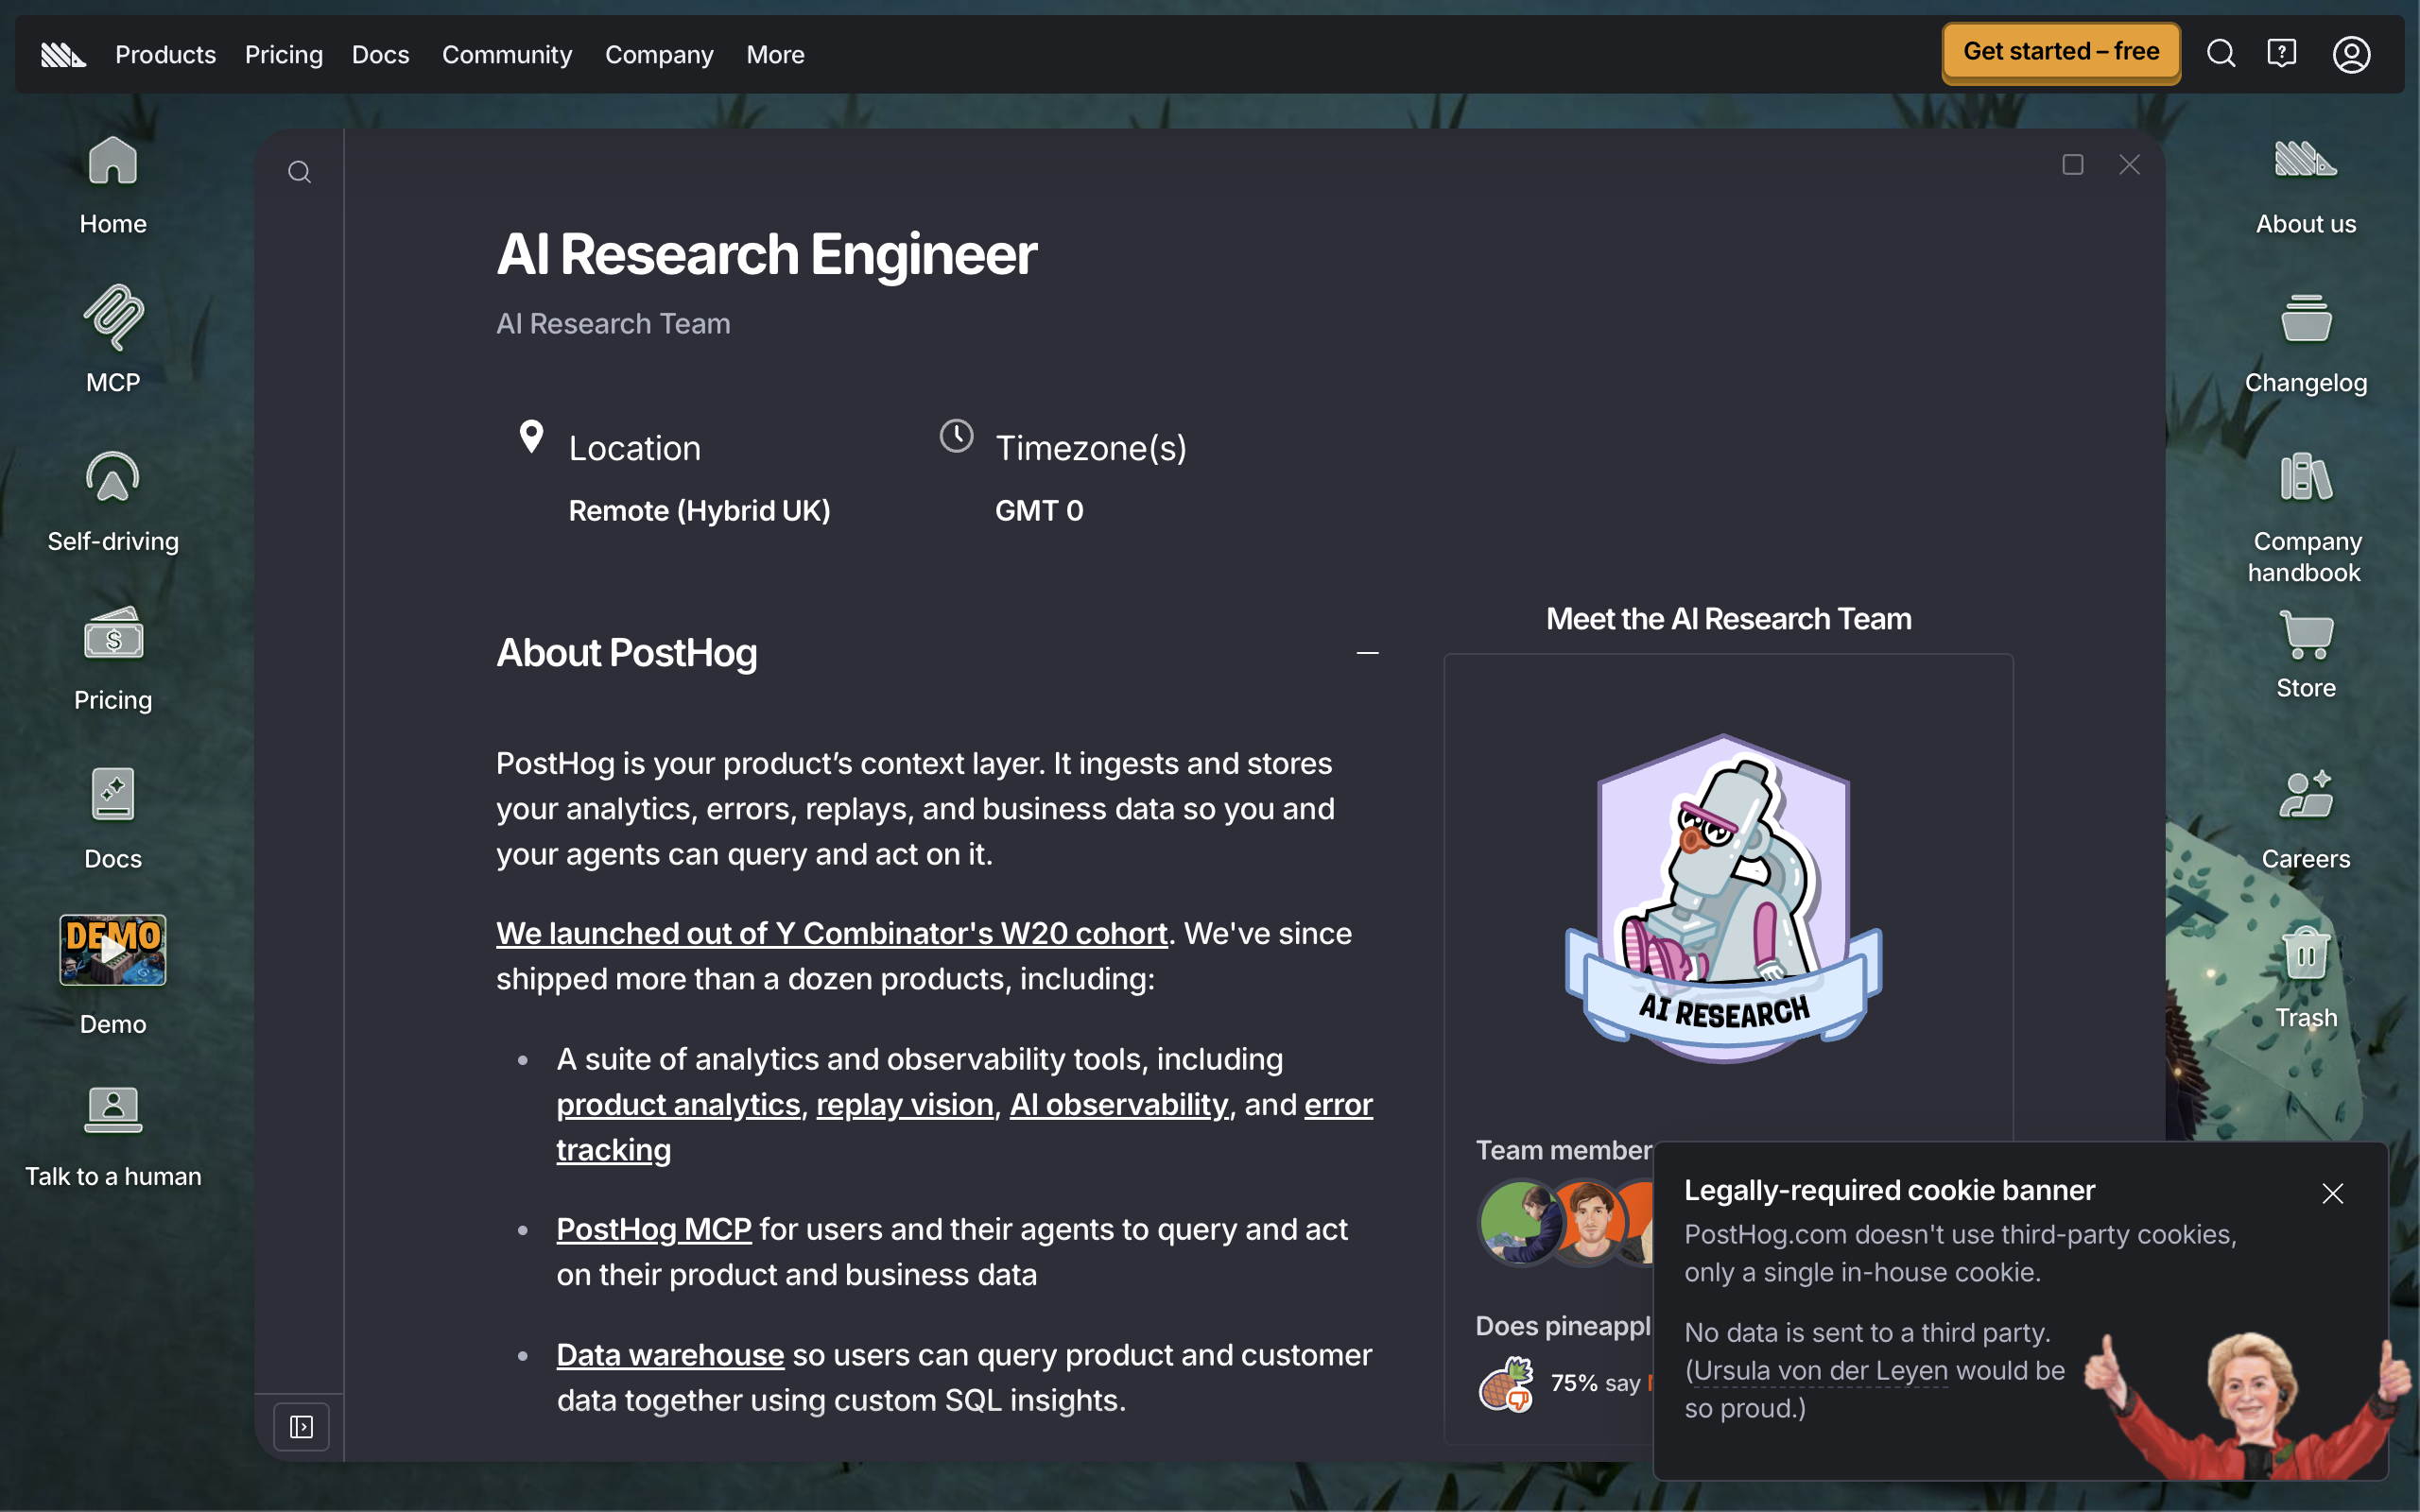 Products Pricing Docs Community Company More
Get started – free
Home
MCP
Self-driving
Pricing
Docs
DEMO
Demo
Talk to a human
AI Research Engineer
AI Research Team
Location
Remote (Hybrid UK)
Timezone(s)
GMT 0
About PostHog
PostHog is your product’s context layer. It ingests and stores
your analytics, errors, replays, and business data so you and
your agents can query and act on it.
We launched out of Y Combinator's W20 cohort. We've since
shipped more than a dozen products, including:
A suite of analytics and observability tools, including
product analytics, replay vision, AI observability, and error
tracking
PostHog MCP for users and their agents to query and act
on their product and business data
Data warehouse so users can query product and customer
data together using custom SQL insights.
Meet the AI Research Team
AI RESEARCH
Team member
Does pineappl
75% say
Legally-required cookie banner
PostHog.com doesn't use third-party cookies,
only a single in-house cookie.
No data is sent to a third party.
(Ursula von der Leyen would be
so proud.)
About us
Changelog
Company
handbook
Store
Careers
Trash